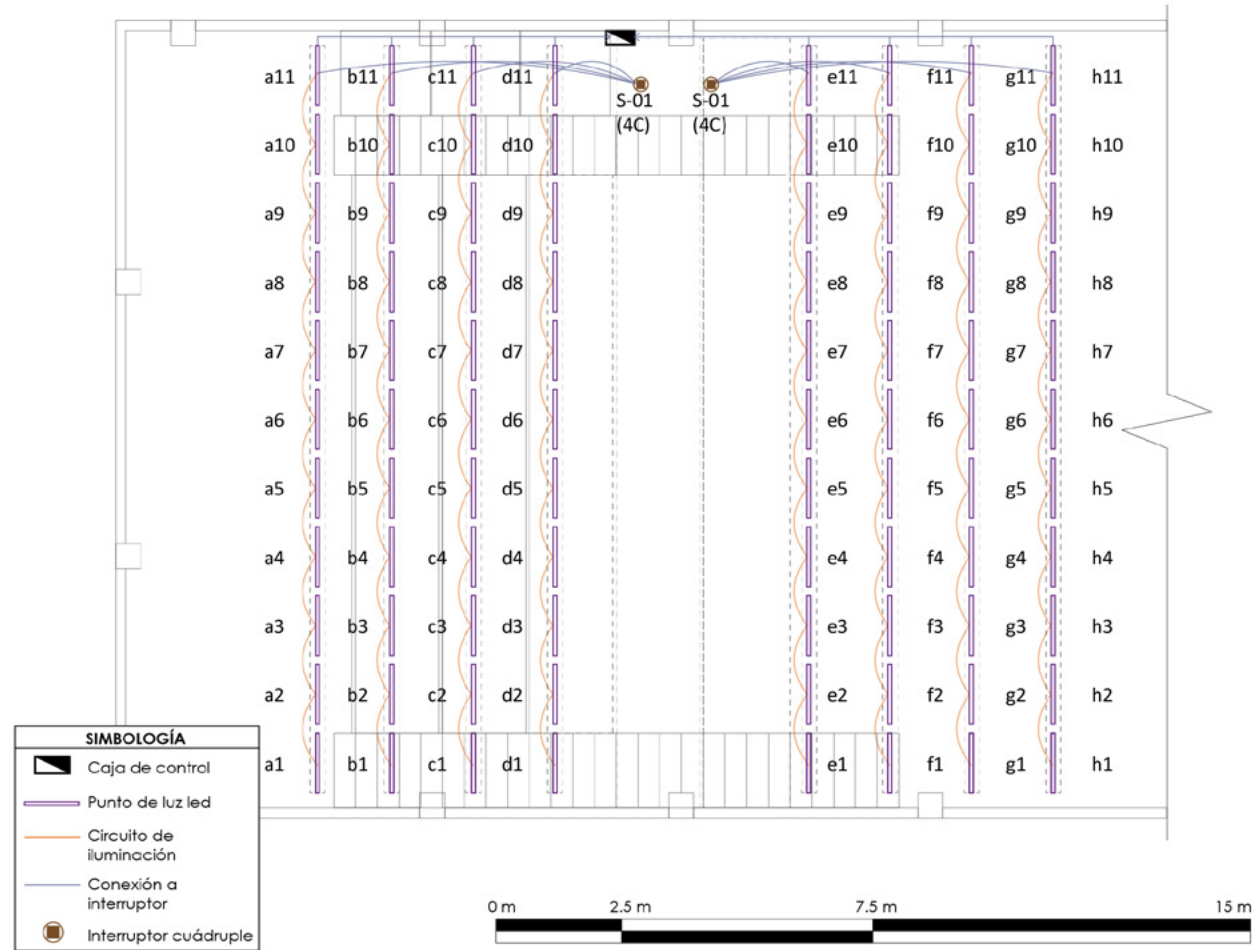 a11 b11 c11 d11 e11 f11 g11 h11
S-01 S-01
(4C) (4C)
a10 b10 c10 d10 e10 f10 g10 h10
a9 b9 c9 d9 e9 f9 g9 h9
a8 b8 c8 d8 e8 f8 g8 h8
a7 b7 c7 d7 e7 f7 g7 h7
a6 b6 c6 d6 e6 f6 g6 h6
a5 b5 c5 d5 e5 f5 g5 h5
a4 b4 c4 d4 e4 f4 g4 h4
a3 b3 c3 d3 e3 f3 g3 h3
a2 b2 c2 d2 e2 f2 g2 h2
a1 b1 c1 d1 e1 f1 g1 h1
SIMBOLOGÍA
Caja de control
Punto de luz led
Circuito de
iluminación
Conexión a
interruptor
Interruptor cuádruple
0 m 2.5 m 7.5 m 15 m